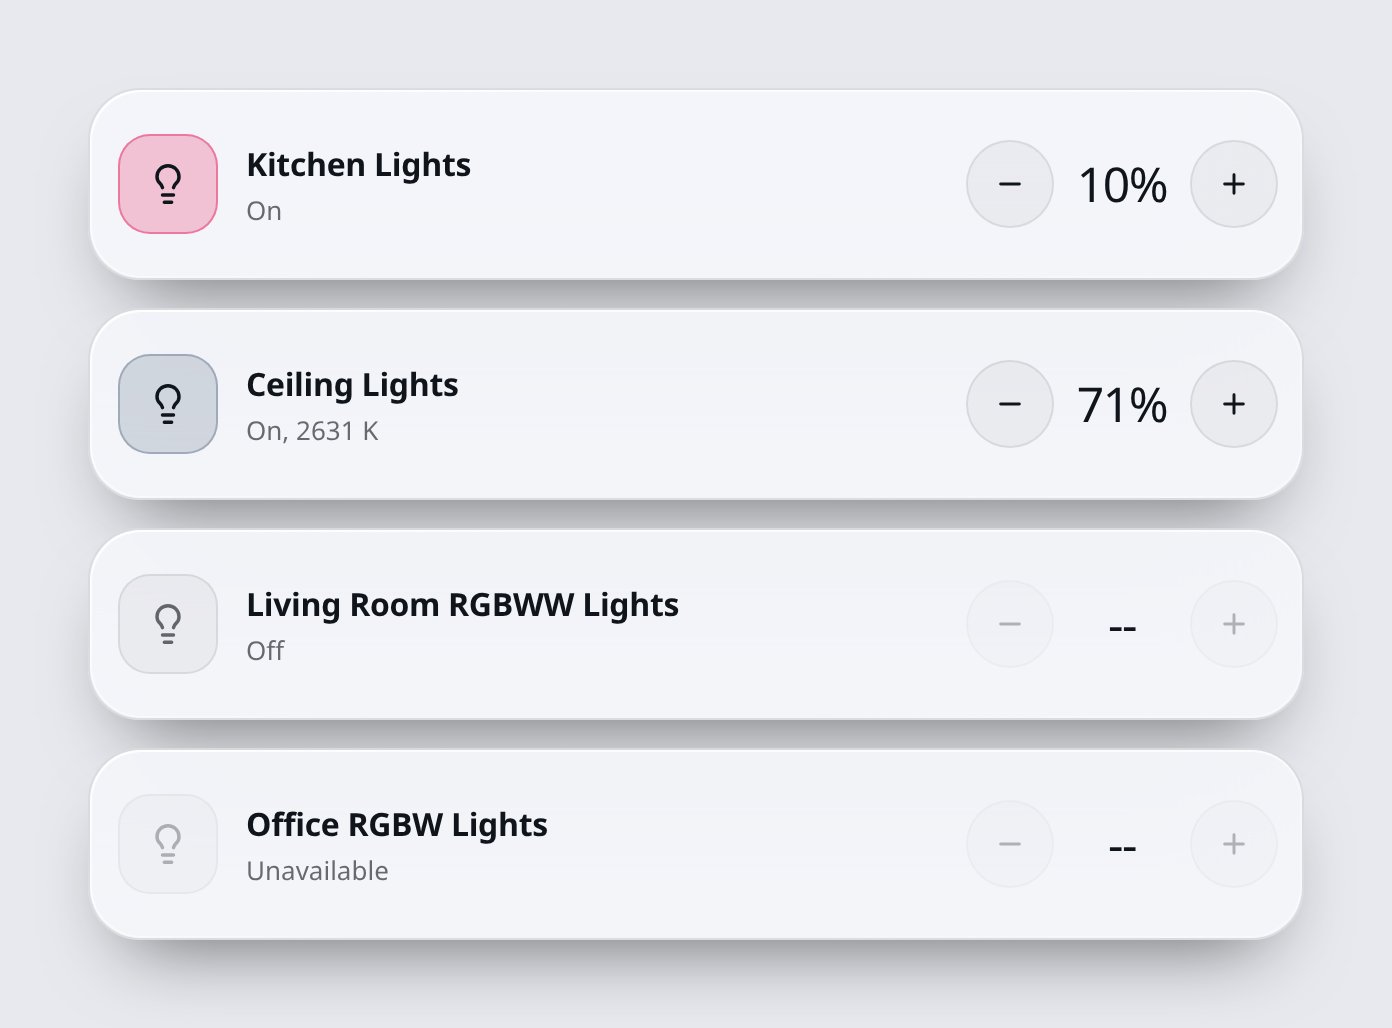 Kitchen Lights
On
− 10% +
Ceiling Lights
On, 2631 K
− 71% +
Living Room RGBWW Lights
Off
− -- +
Office RGBW Lights
Unavailable
− -- +